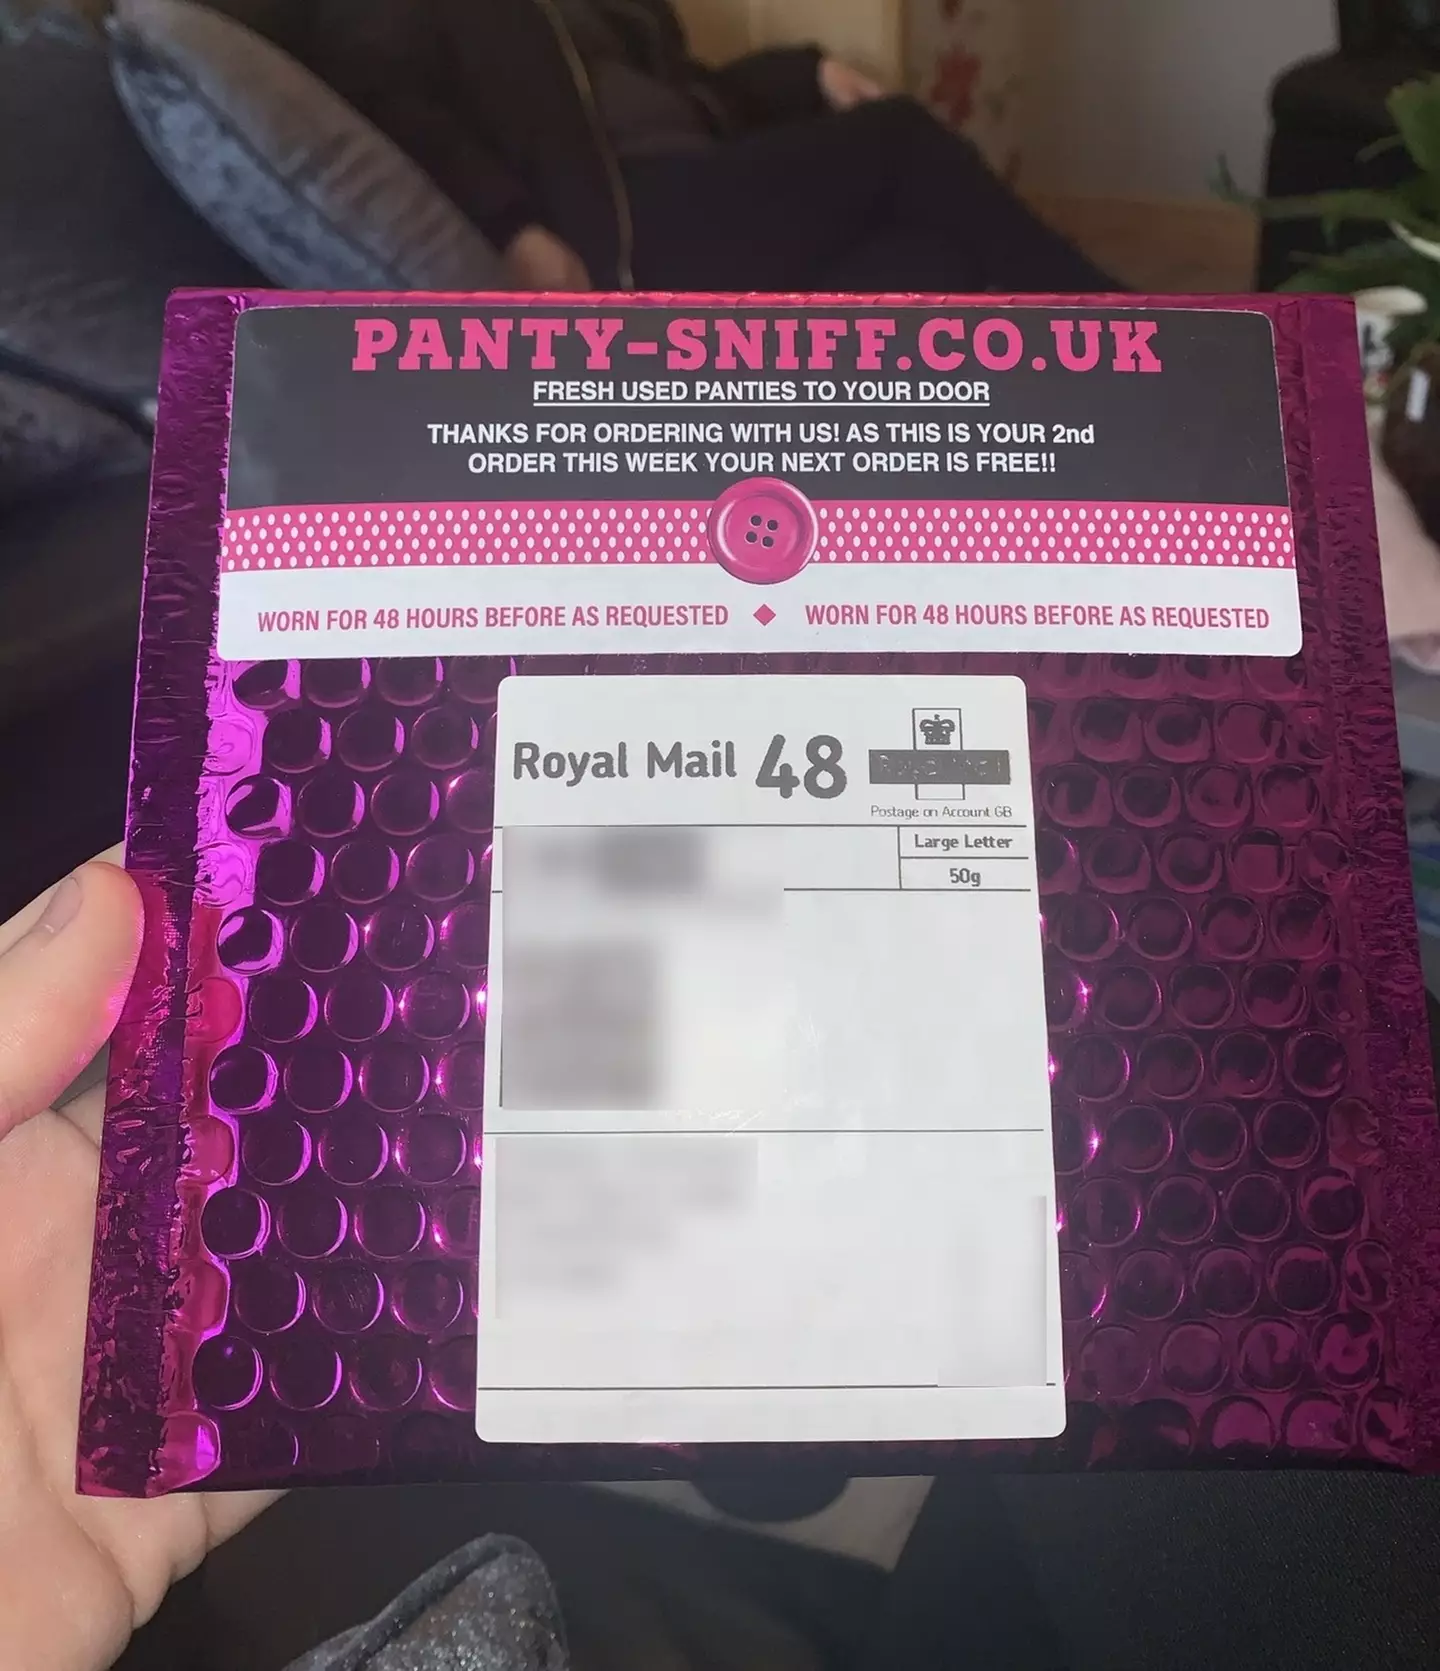 PANTY-SNIFF.CO.UK
FRESH USED PANTIES TO YOUR DOOR
THANKS FOR ORDERING WITH US! AS THIS IS YOUR 2nd
ORDER THIS WEEK YOUR NEXT ORDER IS FREE!!
WORN FOR 48 HOURS BEFORE AS REQUESTED ◆ WORN FOR 48 HOURS BEFORE AS REQUESTED
Royal Mail 48
Postage on Account GB
Large Letter
50g